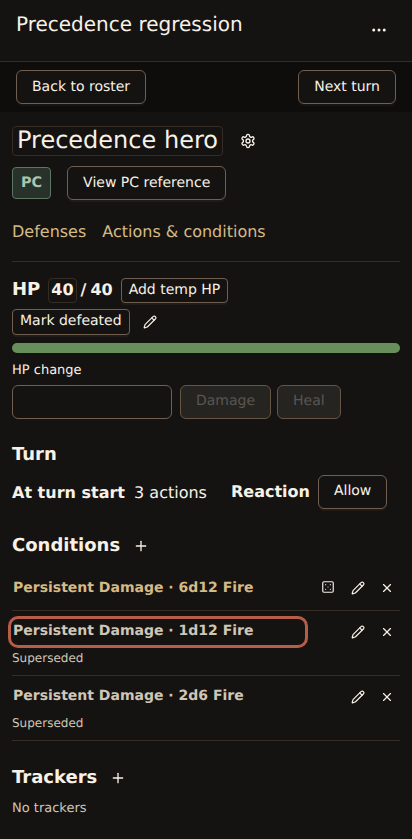 Precedence regression
...
Back to roster Next turn
Precedence hero
PC View PC reference
Defenses Actions & conditions
HP 40 / 40 Add temp HP
Mark defeated
HP change
Damage Heal
Turn
At turn start 3 actions Reaction Allow
Conditions +
Persistent Damage · 6d12 Fire
Persistent Damage · 1d12 Fire
Superseded
Persistent Damage · 2d6 Fire
Superseded
Trackers +
No trackers